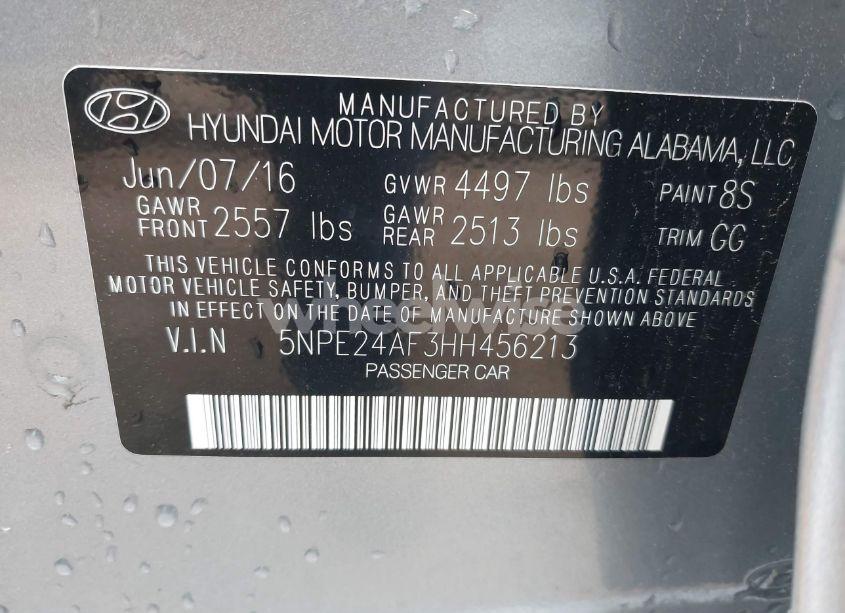 MANUFACTURED BY
HYUNDAI MOTOR MANUFACTURING ALABAMA, LLC
Jun/07/16 GVWR 4497 lbs PAINT 8S
GAWR FRONT 2557 lbs GAWR REAR 2513 lbs TRIM GG
THIS VEHICLE CONFORMS TO ALL APPLICABLE U.S.A. FEDERAL
MOTOR VEHICLE SAFETY, BUMPER, AND THEFT PREVENTION STANDARDS
IN EFFECT ON THE DATE OF MANUFACTURE SHOWN ABOVE
V.I.N 5NPE24AF3HH456213
PASSENGER CAR